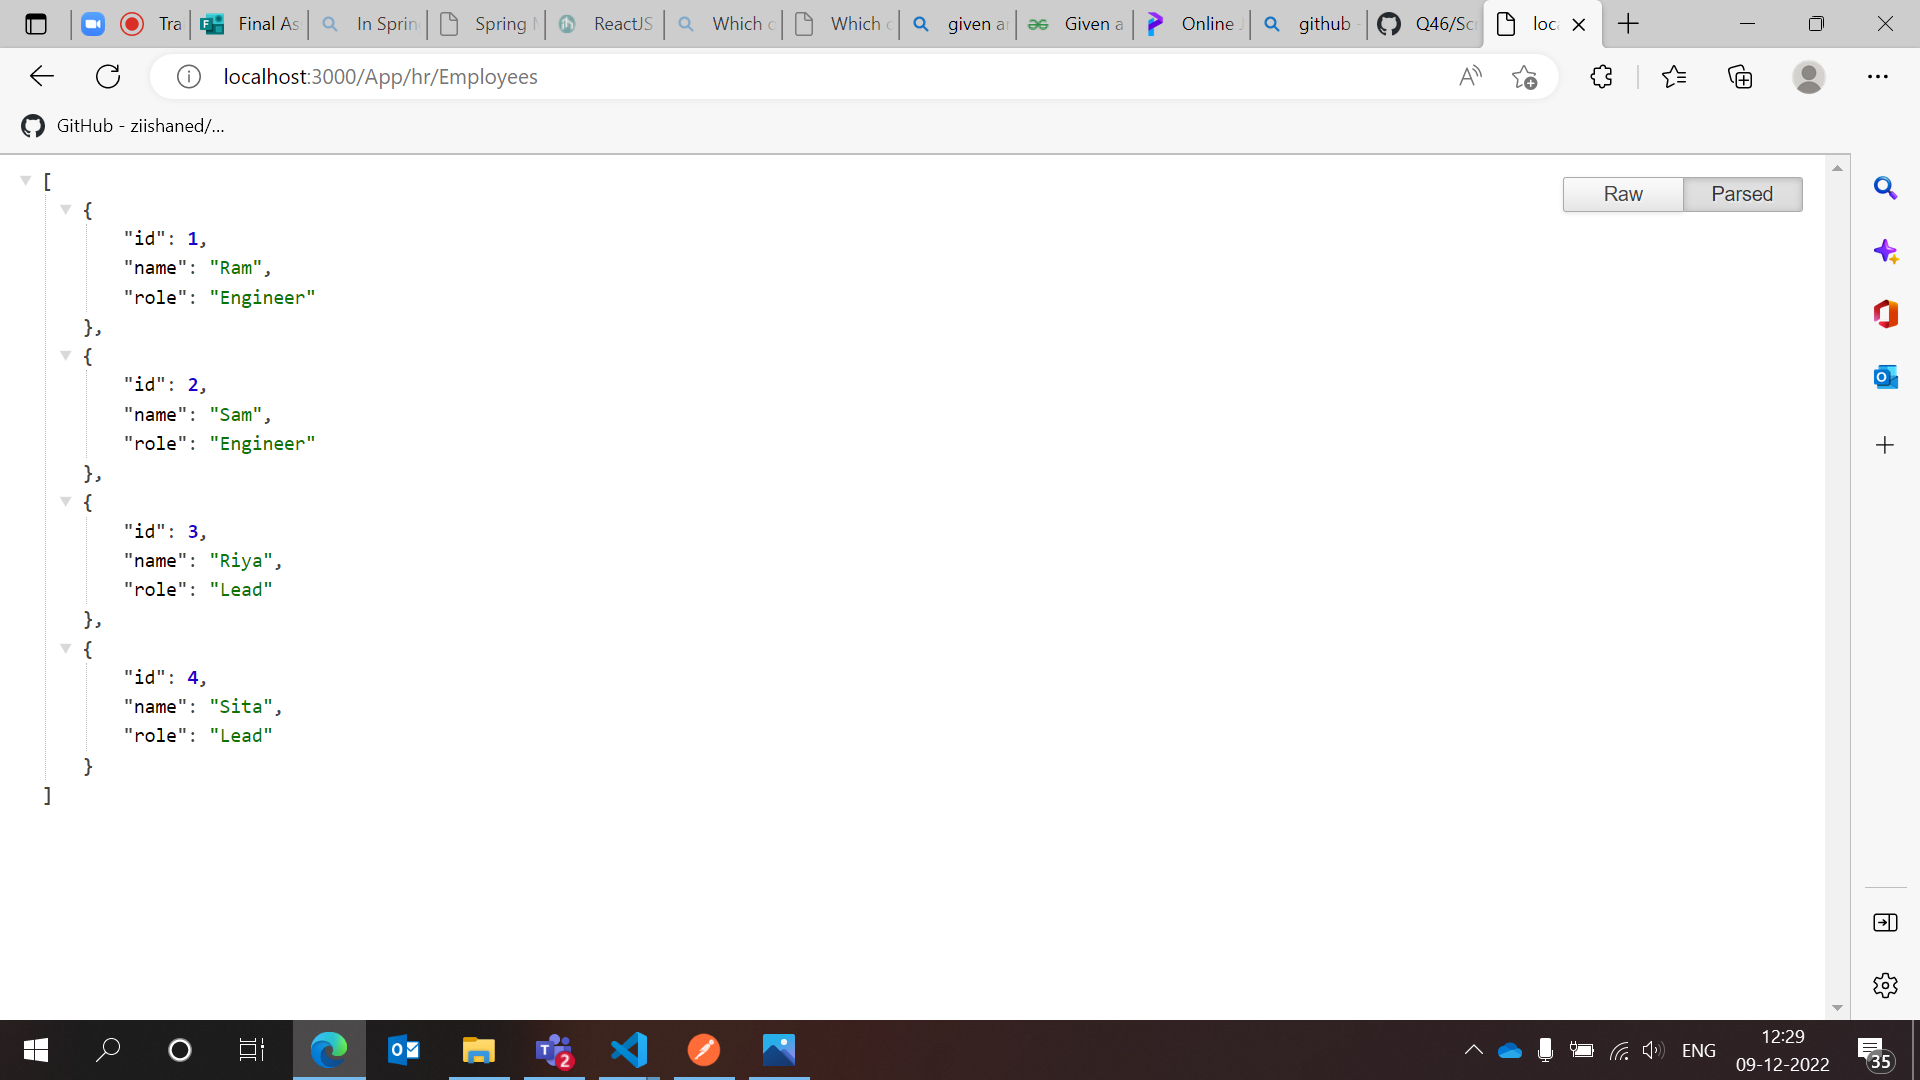 Tra
Final As
In Sprin
Spring
ReactJS
Which
Which
given a
Given a
Online
github
Q46/Sc
loc
localhost:3000/App/hr/Employees
GitHub - ziishaned/...
Raw
Parsed
[
{
"id": 1,
"name": "Ram",
"role": "Engineer"
},
{
"id": 2,
"name": "Sam",
"role": "Engineer"
},
{
"id": 3,
"name": "Riya",
"role": "Lead"
},
{
"id": 4,
"name": "Sita",
"role": "Lead"
}
]
2
ENG
12:29
09-12-2022
35